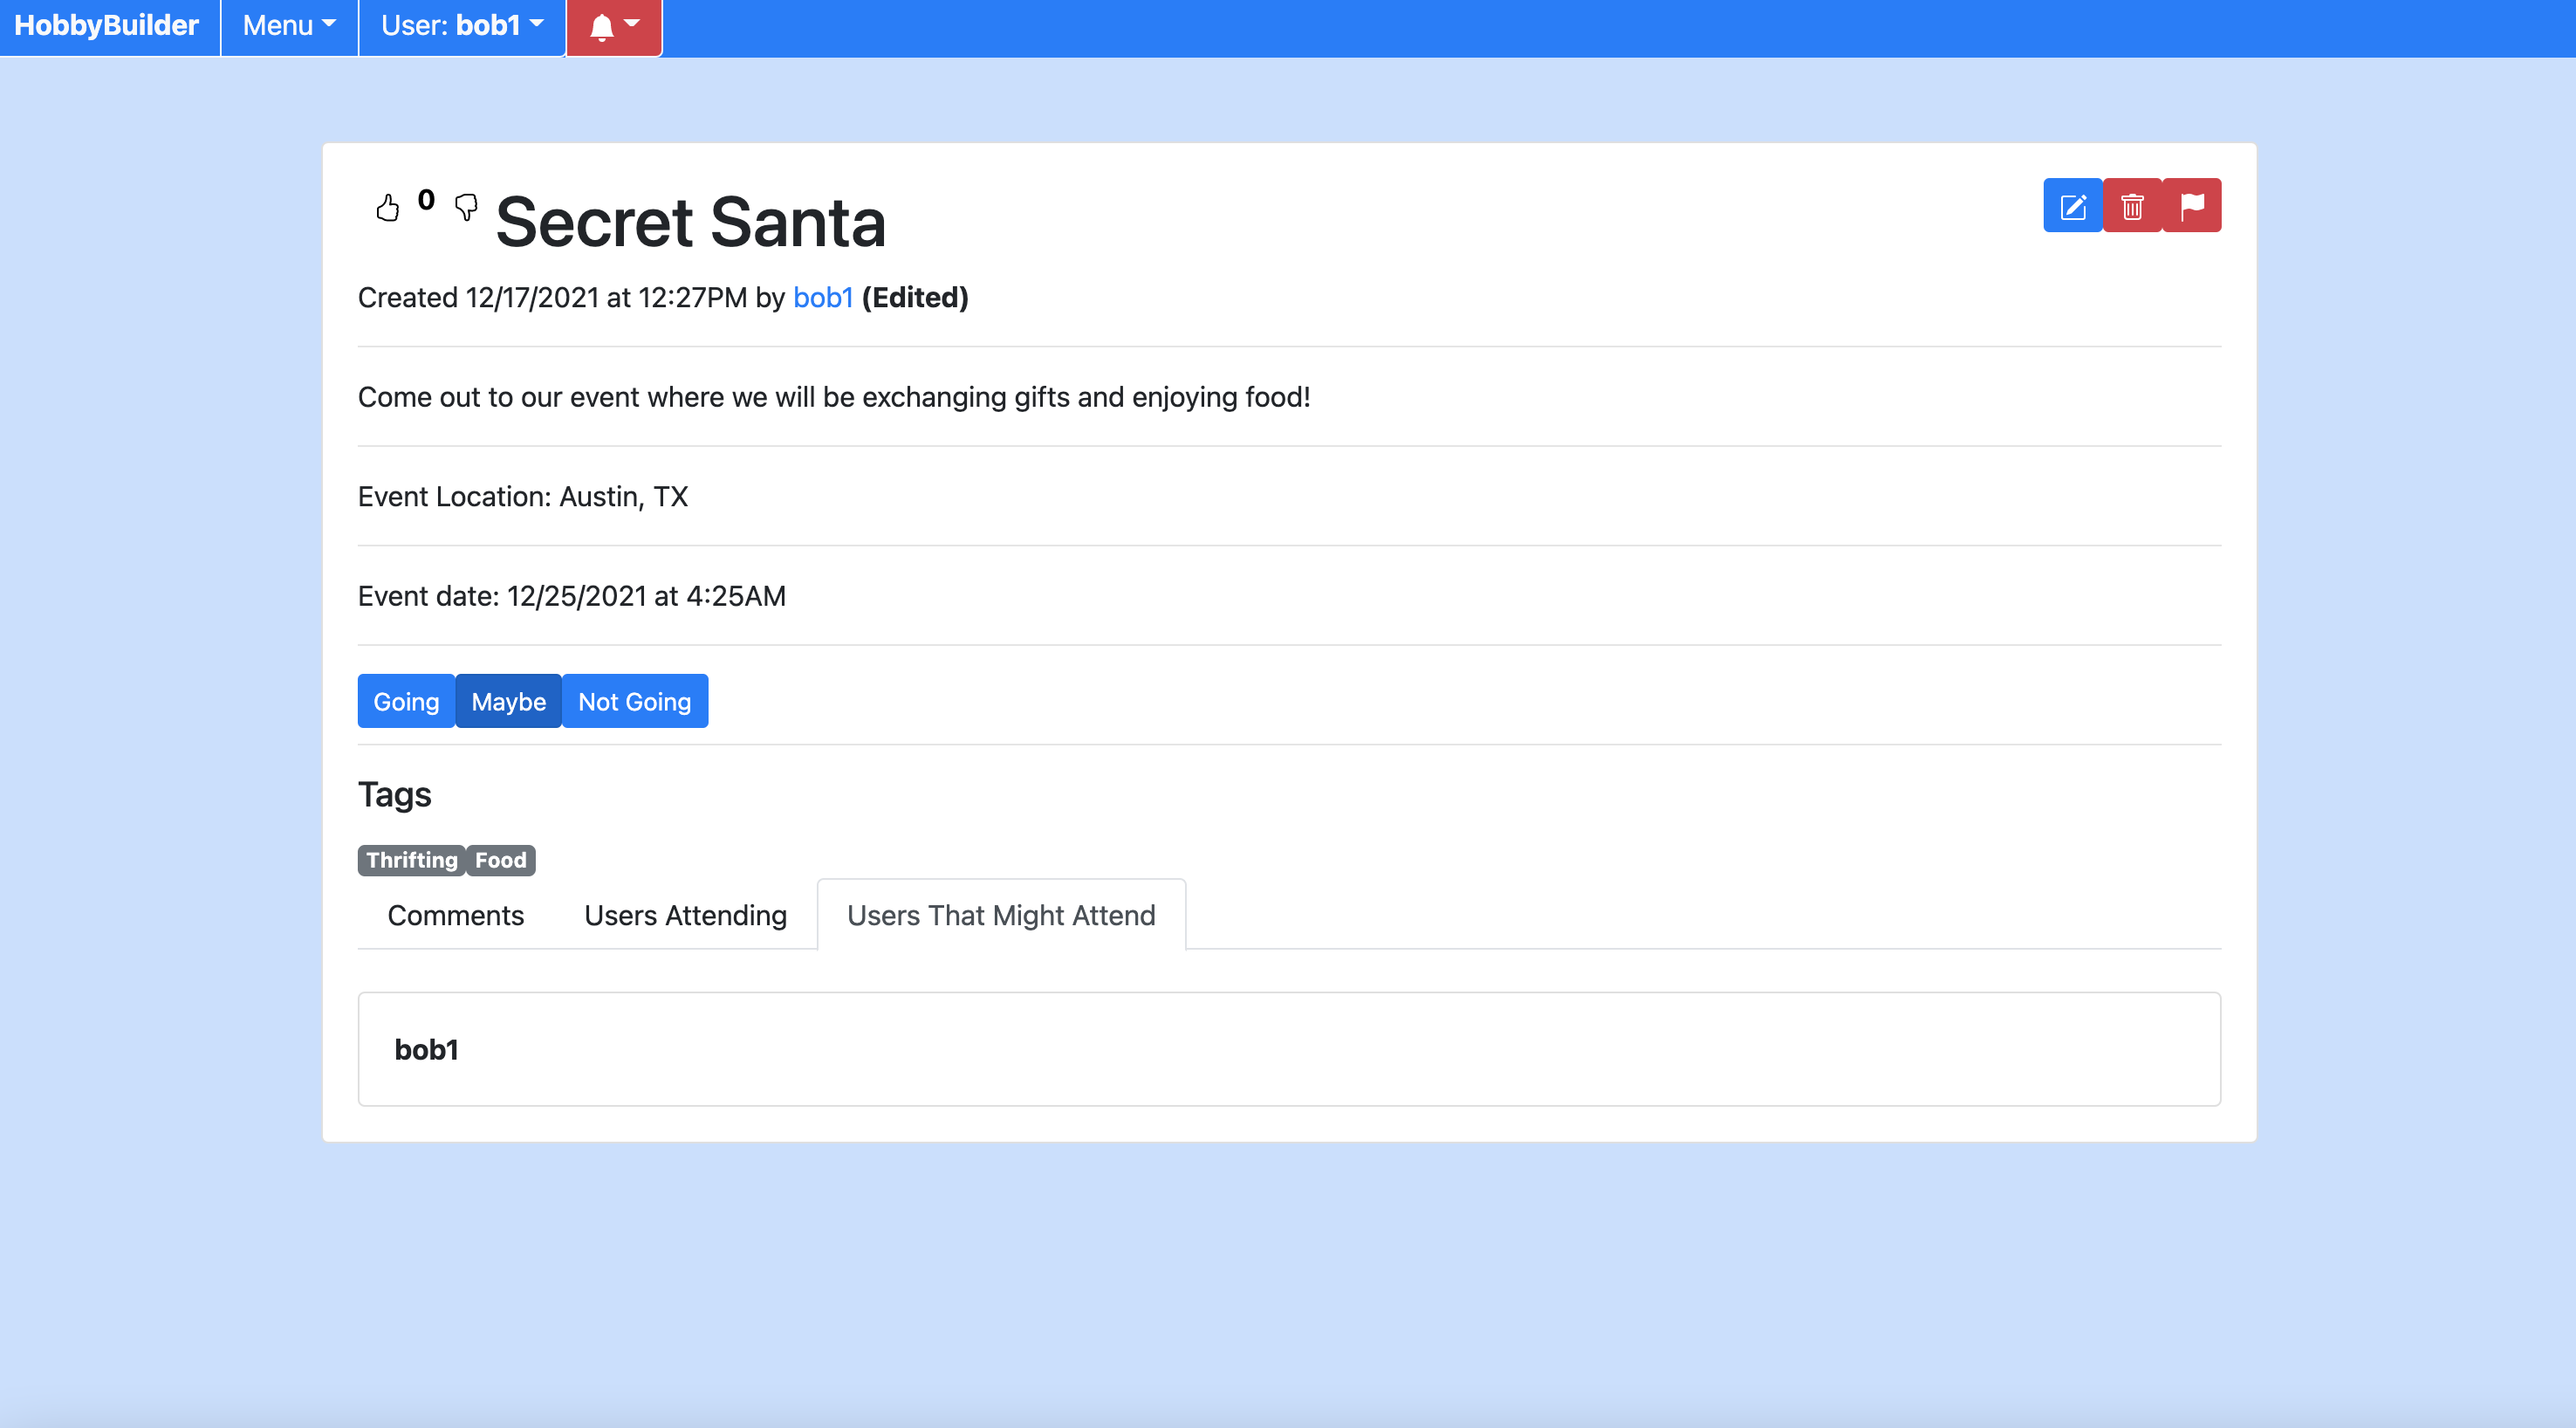 HobbyBuilder Menu User: bob1
0 Secret Santa
Created 12/17/2021 at 12:27PM by bob1 (Edited)
Come out to our event where we will be exchanging gifts and enjoying food!
Event Location: Austin, TX
Event date: 12/25/2021 at 4:25AM
Going Maybe Not Going
Tags
Thrifting Food
Comments Users Attending Users That Might Attend
bob1